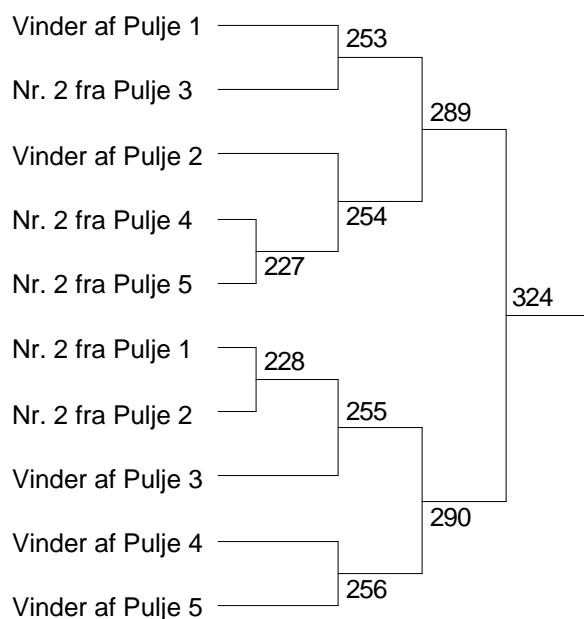 Vinder af Pulje 1
253
Nr. 2 fra Pulje 3
289
Vinder af Pulje 2
254
Nr. 2 fra Pulje 4
227
Nr. 2 fra Pulje 5
324
Nr. 2 fra Pulje 1
228
Nr. 2 fra Pulje 2
255
Vinder af Pulje 3
290
Vinder af Pulje 4
256
Vinder af Pulje 5